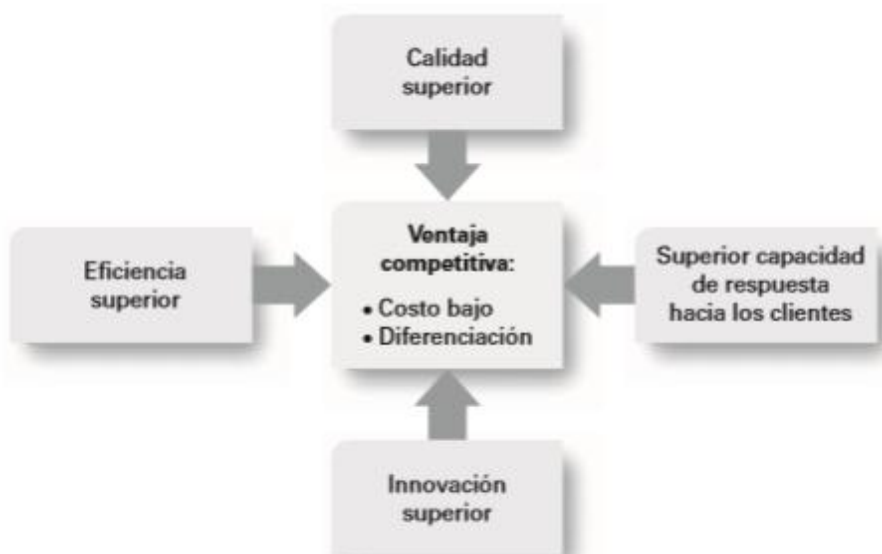 Calidad
superior
Eficiencia
superior
Ventaja
competitiva:
• Costo bajo
• Diferenciación
Superior capacidad
de respuesta
hacia los clientes
Innovación
superior